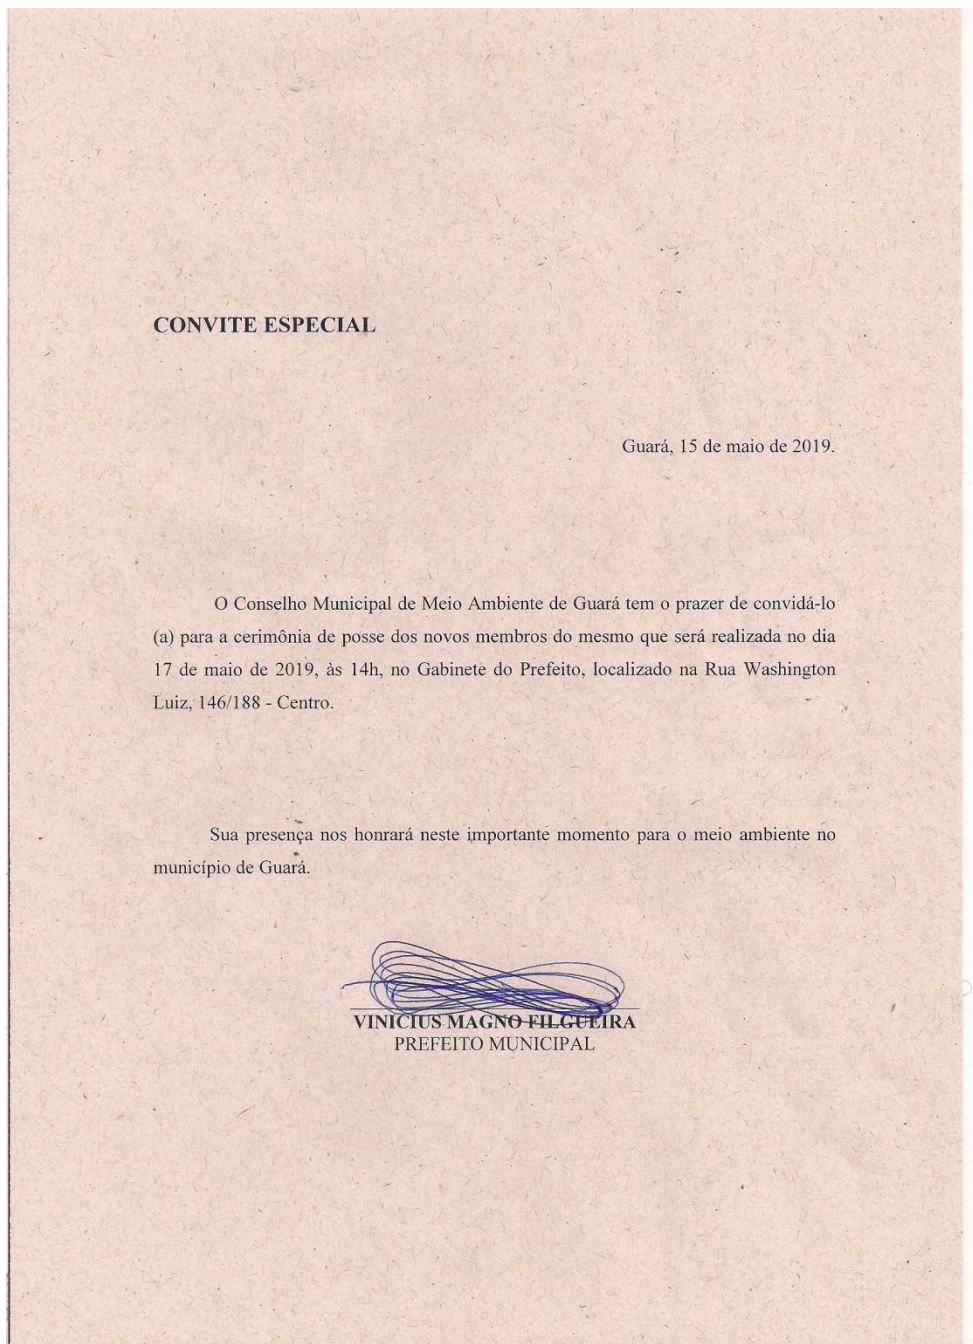 CONVITE ESPECIAL
Guará, 15 de maio de 2019.
O Conselho Municipal de Meio Ambiente de Guará tem o prazer de convidá-lo
(a) para a cerimônia de posse dos novos membros do mesmo que será realizada no dia
17 de maio de 2019, às 14h, no Gabinete do Prefeito, localizado na Rua Washington
Luiz, 146/188 - Centro.
Sua presença nos honrará neste importante momento para o meio ambiente no
município de Guará.
VINICIUS MAGNO FILGUEIRA
PREFEITO MUNICIPAL